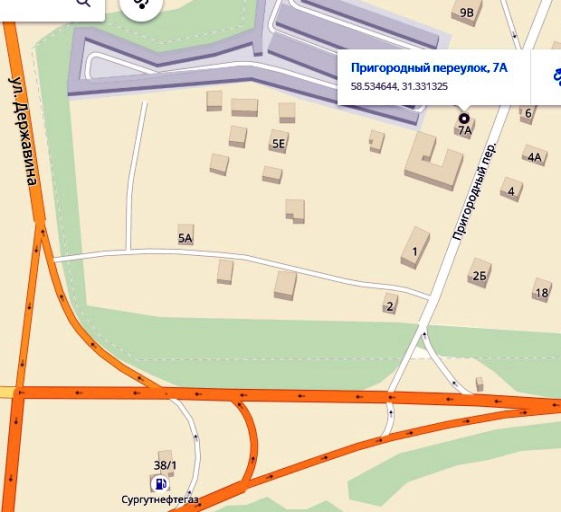 9В
Пригородный переулок, 7А
58.534644, 31.331325
ул. Державина
6
7А
5Е
4А
4
Пригородный пер.
5А
1
2Б
18
2
38/1
Сургутнефтегаз